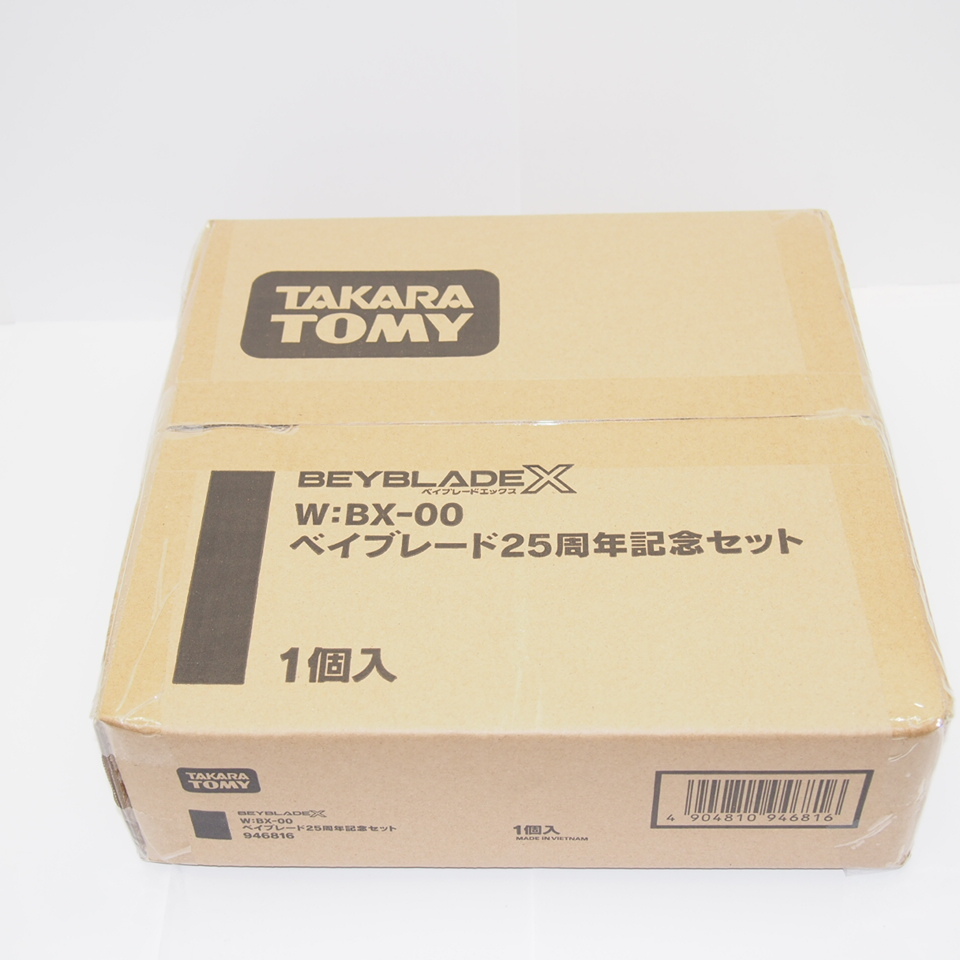 TAKARA
TOMY
BEYBLADE X
ベイブレードエックス
W:BX-00
ベイブレード25周年記念セット
1個入
TAKARA
TOMY
BEYBLADE X
W:BX-00
ベイブレード25周年記念セット
946816
1個入
MADE IN VIETNAM
4 904810 946816